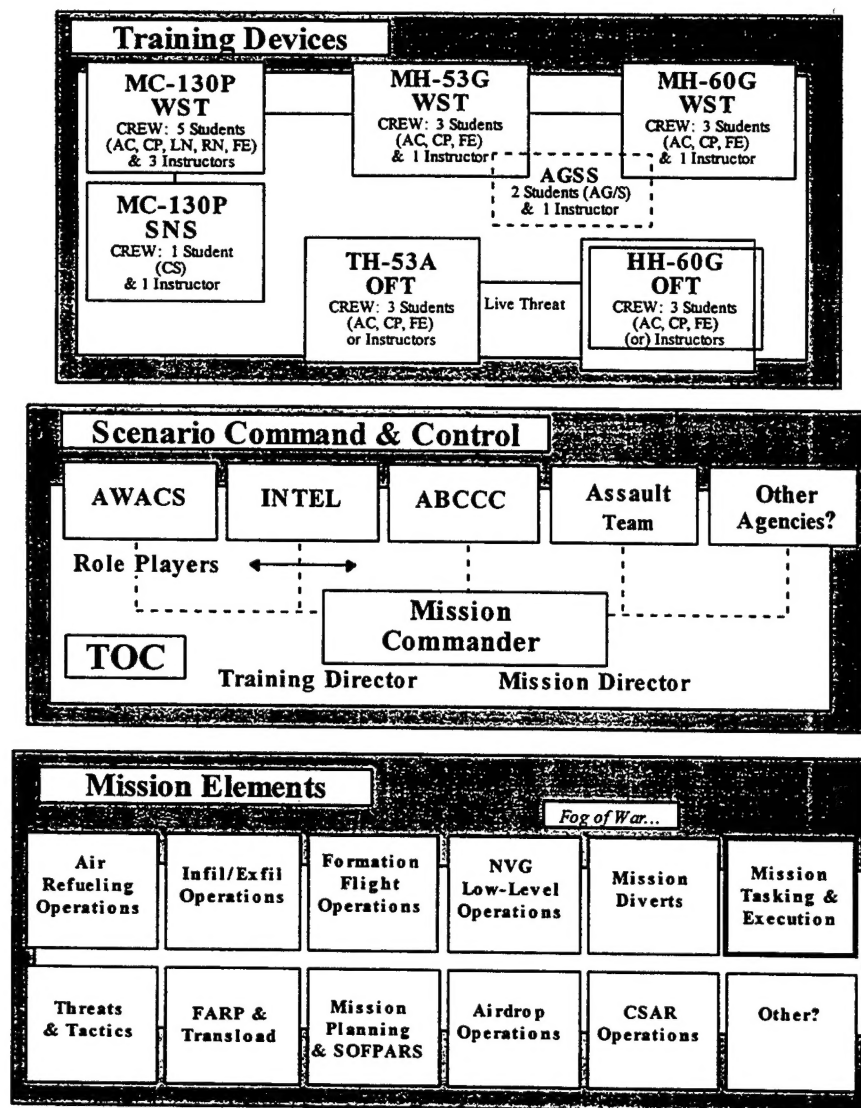 Training Devices
MC-130P
WST
CREW: 5 Students
(AC, CP, LN, RN, FE)
& 3 Instructors
MH-53G
WST
CREW: 3 Students
(AC, CP, FE)
& 1 Instructor
MH-60G
WST
CREW: 3 Students
(AC, CP, FE)
& 1 Instructor
AGSS
2 Students (AG/S)
& 1 Instructor
MC-130P
SNS
CREW: 1 Student
(CS)
& 1 Instructor
TH-53A
OFT
CREW: 3 Students
(AC, CP, FE)
or Instructors
Live Threat
HH-60G
OFT
CREW: 3 Students
(AC, CP, FE)
(or) Instructors
Scenario Command & Control
AWACS
INTEL
ABCCC
Assault
Team
Other
Agencies?
Role Players
Mission
Commander
TOC
Training Director
Mission Director
Mission Elements
Fog of War...
Air
Refueling
Operations
Infil/Exfil
Operations
Formation
Flight
Operations
NVG
Low-Level
Operations
Mission
Diverts
Mission
Tasking &
Execution
Threats
& Tactics
FARP &
Transload
Mission
Planning
& SOFPARS
Airdrop
Operations
CSAR
Operations
Other?